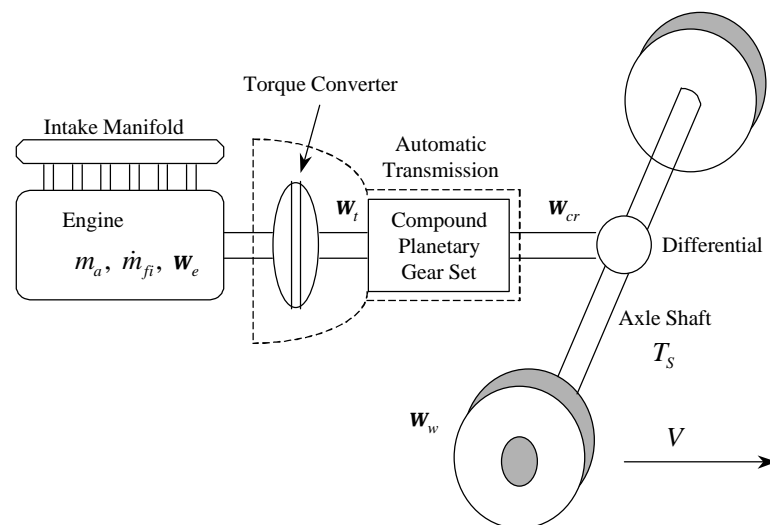 Torque Converter
Intake Manifold
Automatic
Transmission
Engine
m_a, ṁ_fi, W_e
W_t
Compound
Planetary
Gear Set
W_cr
Differential
Axle Shaft
T_S
W_w
V